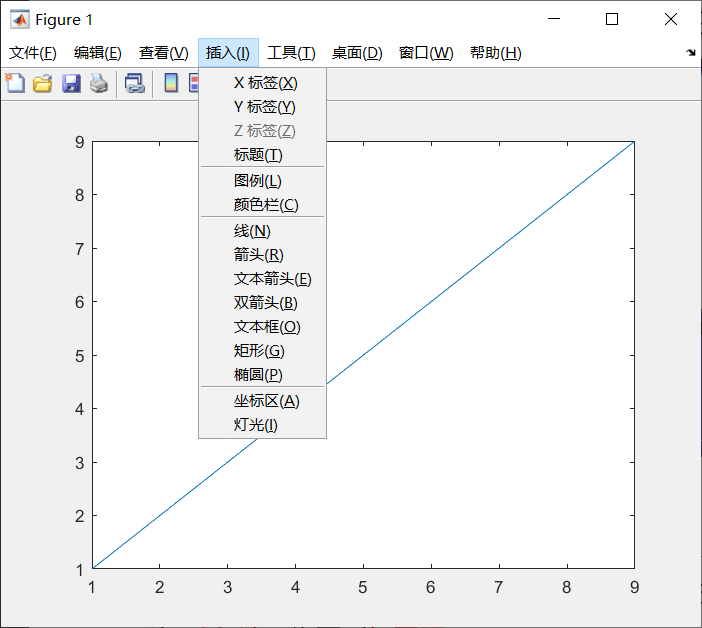 Figure 1
文件(F) 编辑(E) 查看(V) 插入(I) 工具(T) 桌面(D) 窗口(W) 帮助(H)
X 标签(X)
Y 标签(Y)
Z 标签(Z)
标题(T)
图例(L)
颜色栏(C)
线(N)
箭头(R)
文本箭头(E)
双箭头(B)
文本框(O)
矩形(G)
椭圆(P)
坐标区(A)
灯光(I)
9
8
7
6
5
4
3
2
1
1 2 3 4 5 6 7 8 9